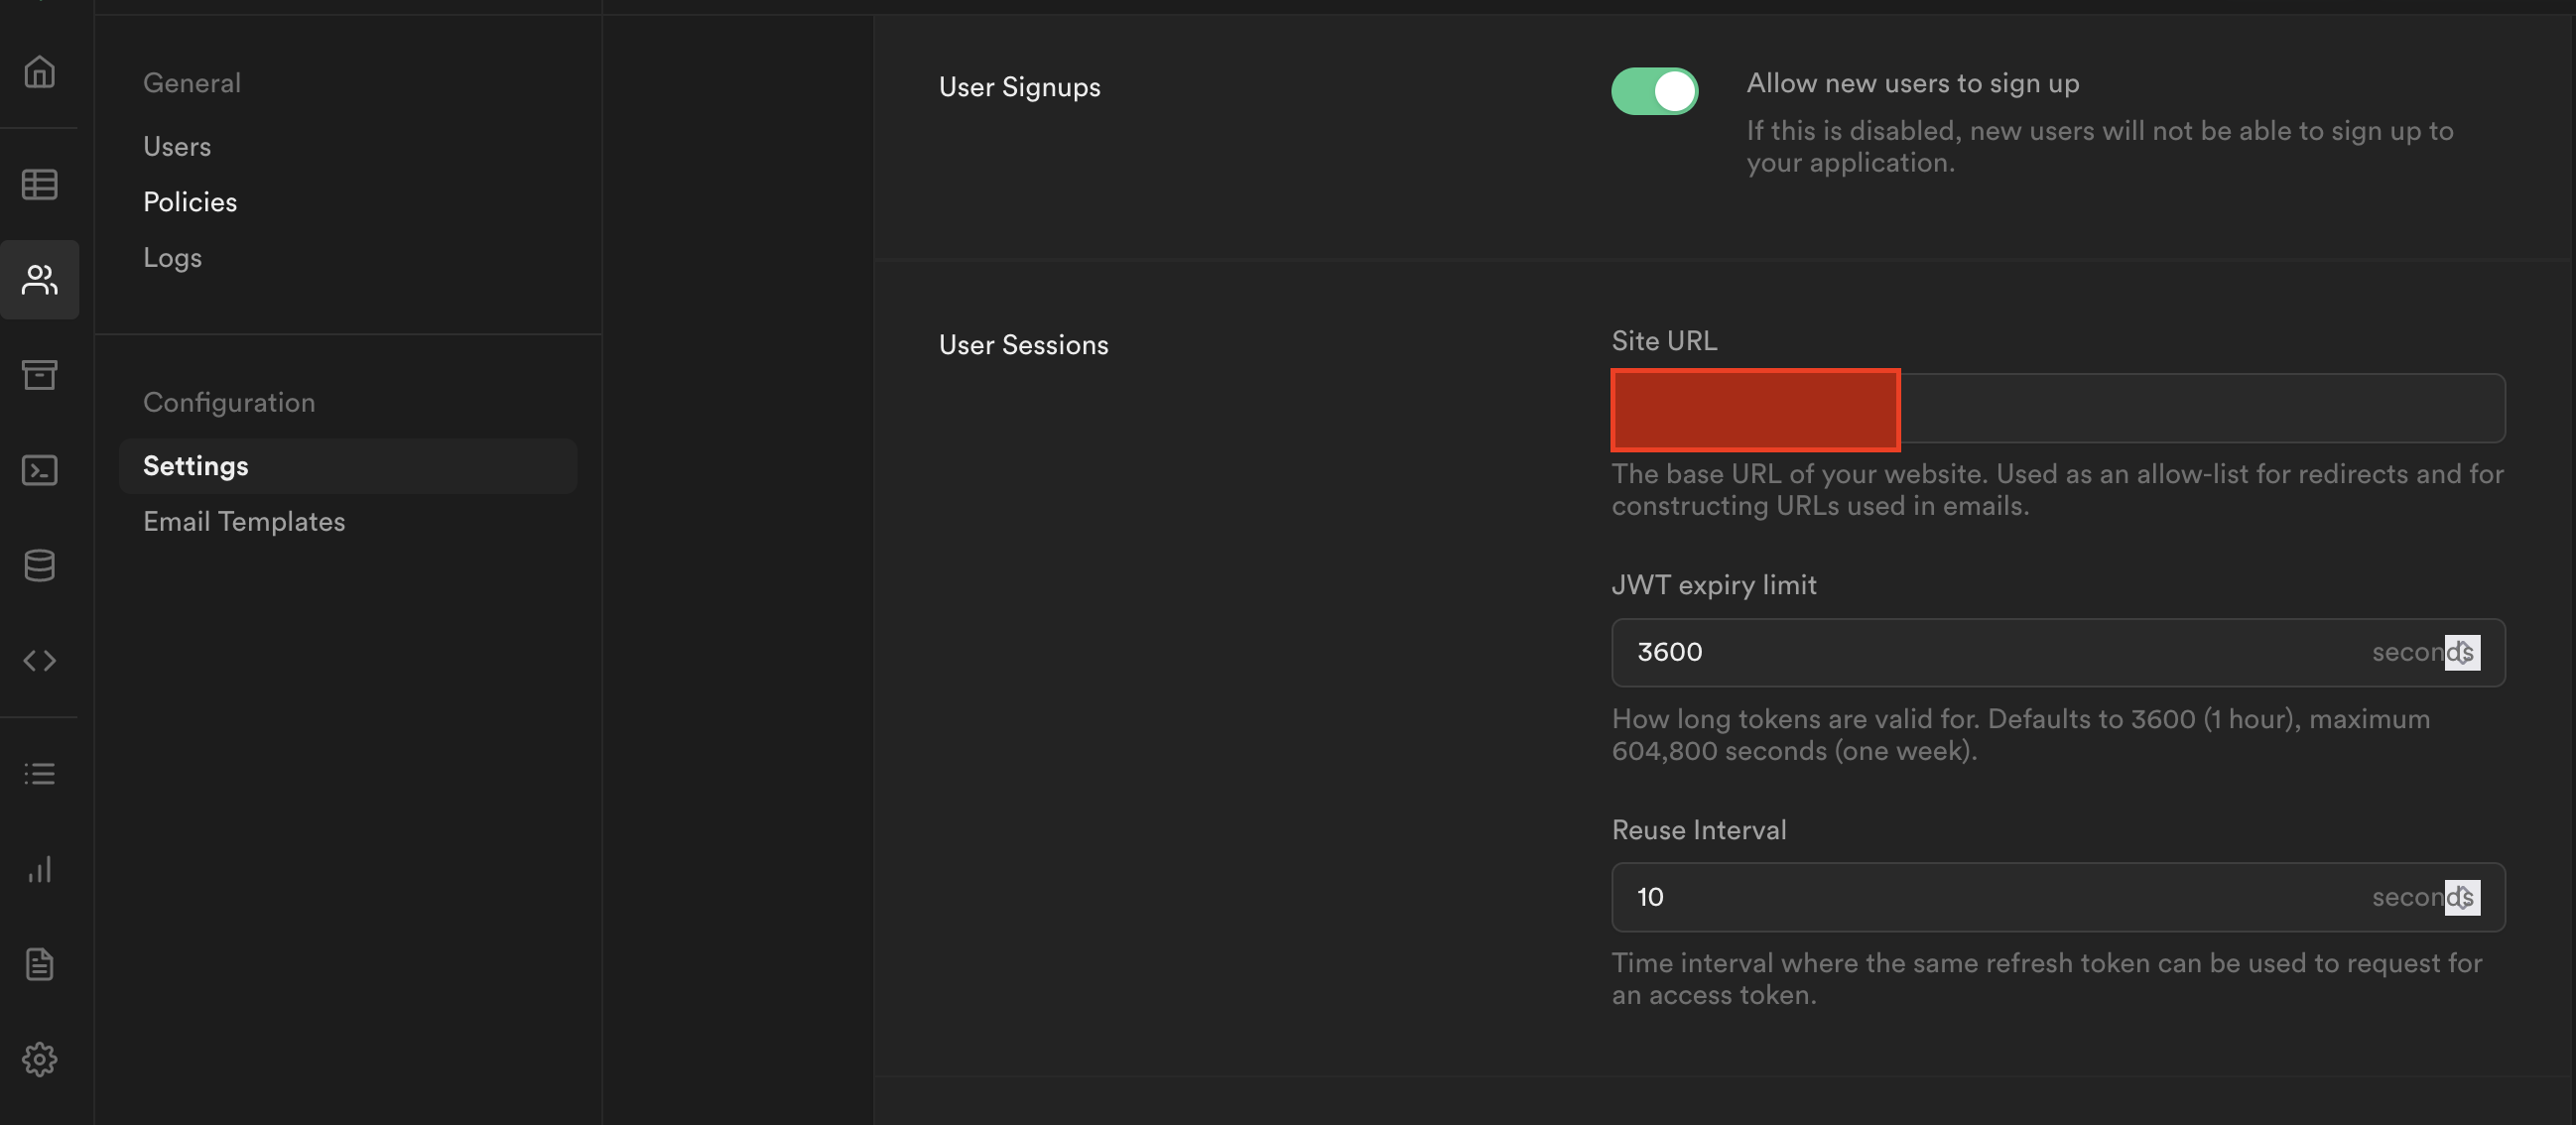 General
Users
Policies
Logs
Configuration
Settings
Email Templates
User Signups
Allow new users to sign up
If this is disabled, new users will not be able to sign up to
your application.
User Sessions
Site URL
The base URL of your website. Used as an allow-list for redirects and for
constructing URLs used in emails.
JWT expiry limit
3600
seconds
How long tokens are valid for. Defaults to 3600 (1 hour), maximum
604,800 seconds (one week).
Reuse Interval
10
seconds
Time interval where the same refresh token can be used to request for
an access token.